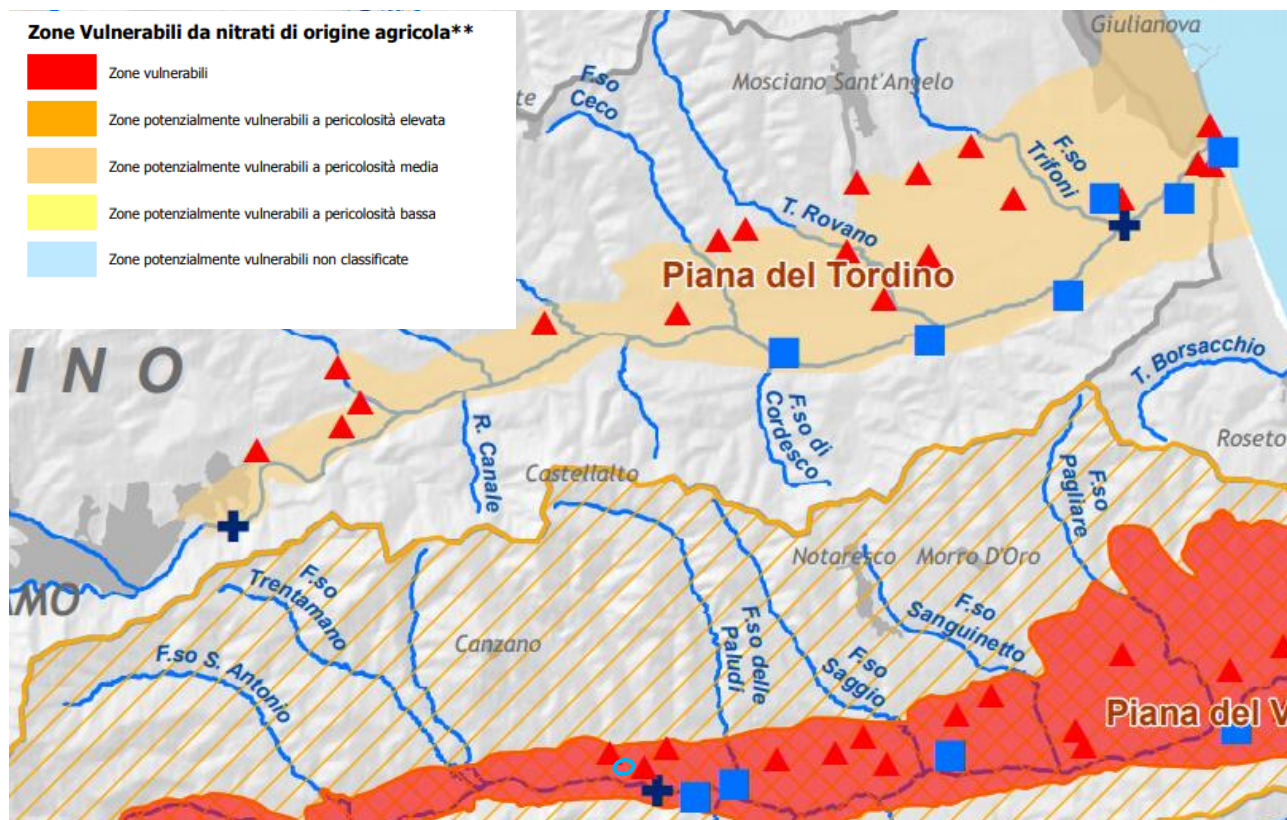 Zone Vulnerabili da nitrati di origine agricola**
Zone vulnerabili
Zone potenzialmente vulnerabili a pericolosità elevata
Zone potenzialmente vulnerabili a pericolosità media
Zone potenzialmente vulnerabili a pericolosità bassa
Zone potenzialmente vulnerabili non classificate
Giulianova
Mosciano Sant'Angelo
te
F.so
Ceco
F.so
Trifoni
T. Rovano
Piana del Tordino
INO
T. Borsacchio
Roseto
R. Canale
F.so di
Cordesco
Castellalto
F.so
Pagliare
Notaresco
Morro D'Oro
AMO
F.so
Trentamano
F.so S. Antonio
Canzano
F.so delle
Paludi
F.so
Saggio
F.so
Sanguinetto
Piana del V